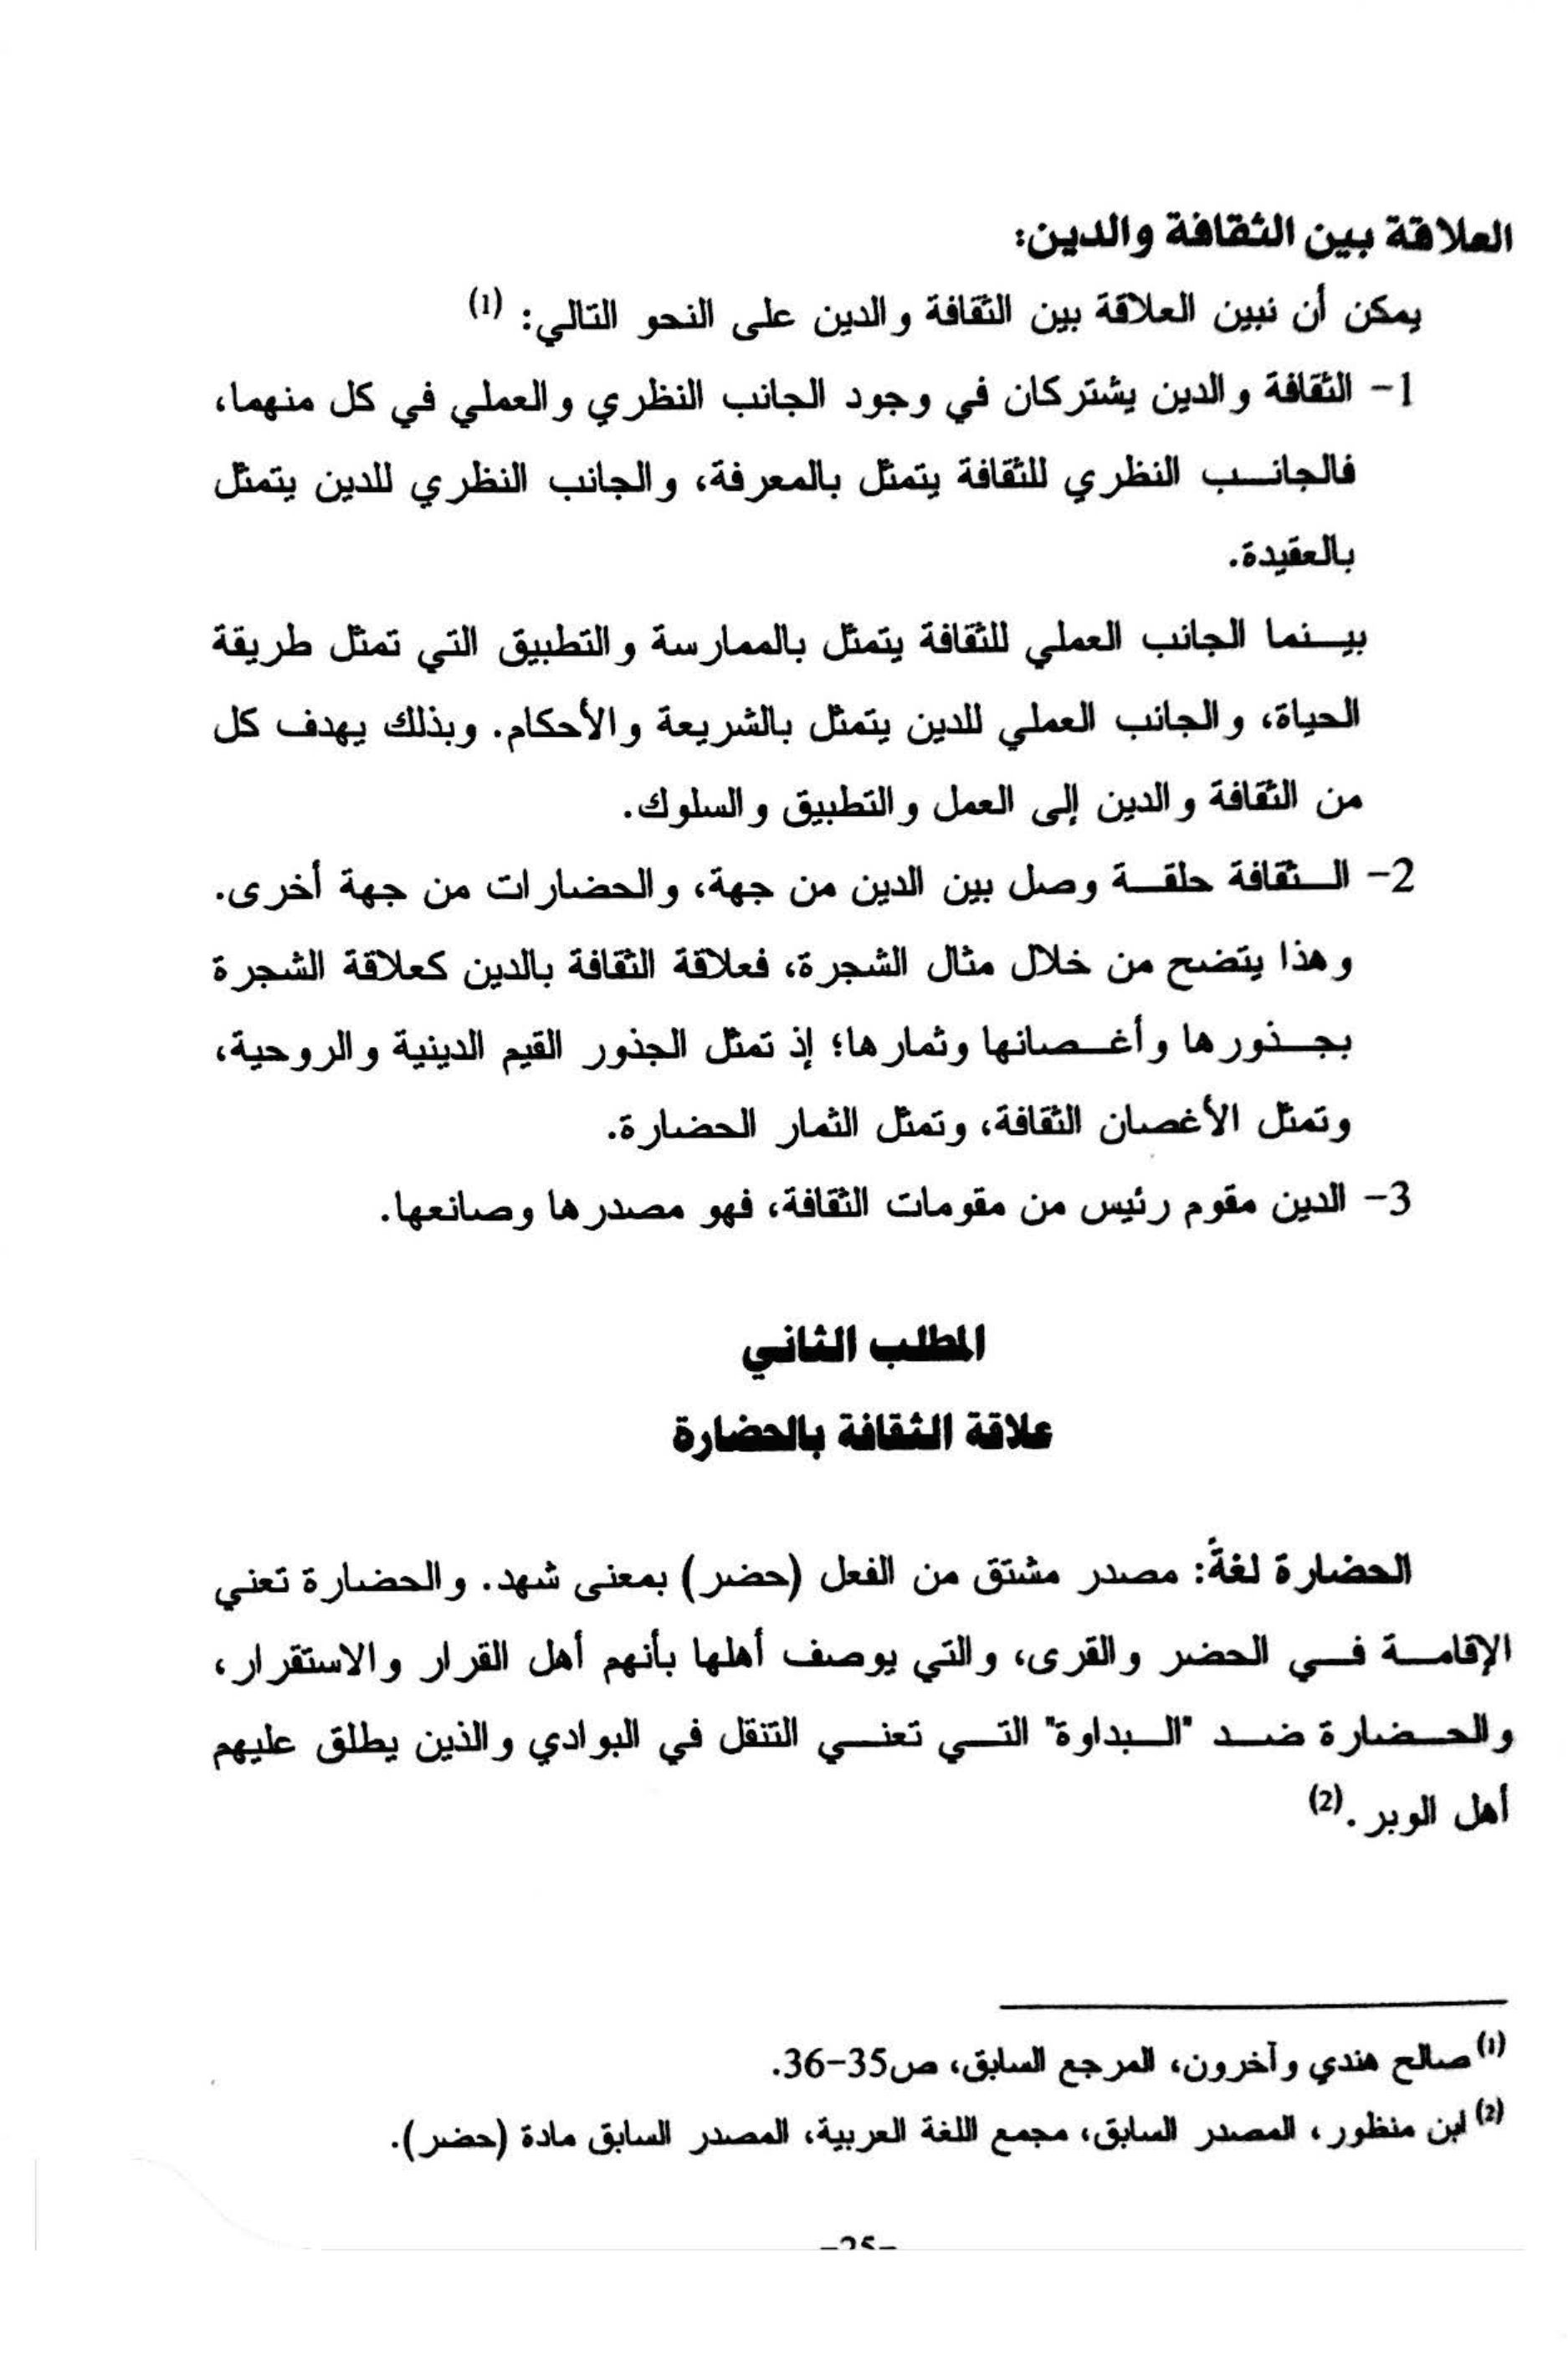 العلاقة بين الثقافة والدين:
يمكن أن نبين العلاقة بين الثقافة والدين على النحو التالي: (1)
1- الثقافة والدين يشتركان في وجود الجانب النظري والعملي في كل منهما،
فالجانب النظري للثقافة يتمثل بالمعرفة، والجانب النظري للدين يتمثل
بالعقيدة.
بينما الجانب العملي للثقافة يتمثل بالممارسة والتطبيق التي تمثل طريقة
الحياة، والجانب العملي للدين يتمثل بالشريعة والأحكام. وبذلك يهدف كل
من الثقافة والدين إلى العمل والتطبيق والسلوك.
2- الثقافة حلقة وصل بين الدين من جهة، والحضارات من جهة أخرى.
وهذا يتضح من خلال مثال الشجرة، فعلاقة الثقافة بالدين كعلاقة الشجرة
بجذورها وأغصانها وثمارها؛ إذ تمثل الجذور القيم الدينية والروحية،
وتمثل الأغصان الثقافة، وتمثل الثمار الحضارة.
3- الدين مقوم رئيس من مقومات الثقافة، فهو مصدرها وصانعها.
المطلب الثاني
علاقة الثقافة بالحضارة
الحضارة لغةً: مصدر مشتق من الفعل (حضر) بمعنى شهد. والحضارة تعني
الإقامة في الحضر والقرى، والتي يوصف أهلها بأنهم أهل القرار والاستقرار،
والحضارة ضد "البداوة" التي تعني التنقل في البوادي والذين يطلق عليهم
أهل الوبر.(2)
(1) صالح هندي وآخرون، المرجع السابق، ص35-36.
(2) ابن منظور، المصدر السابق، مجمع اللغة العربية، المصدر السابق مادة (حضر).
-25-